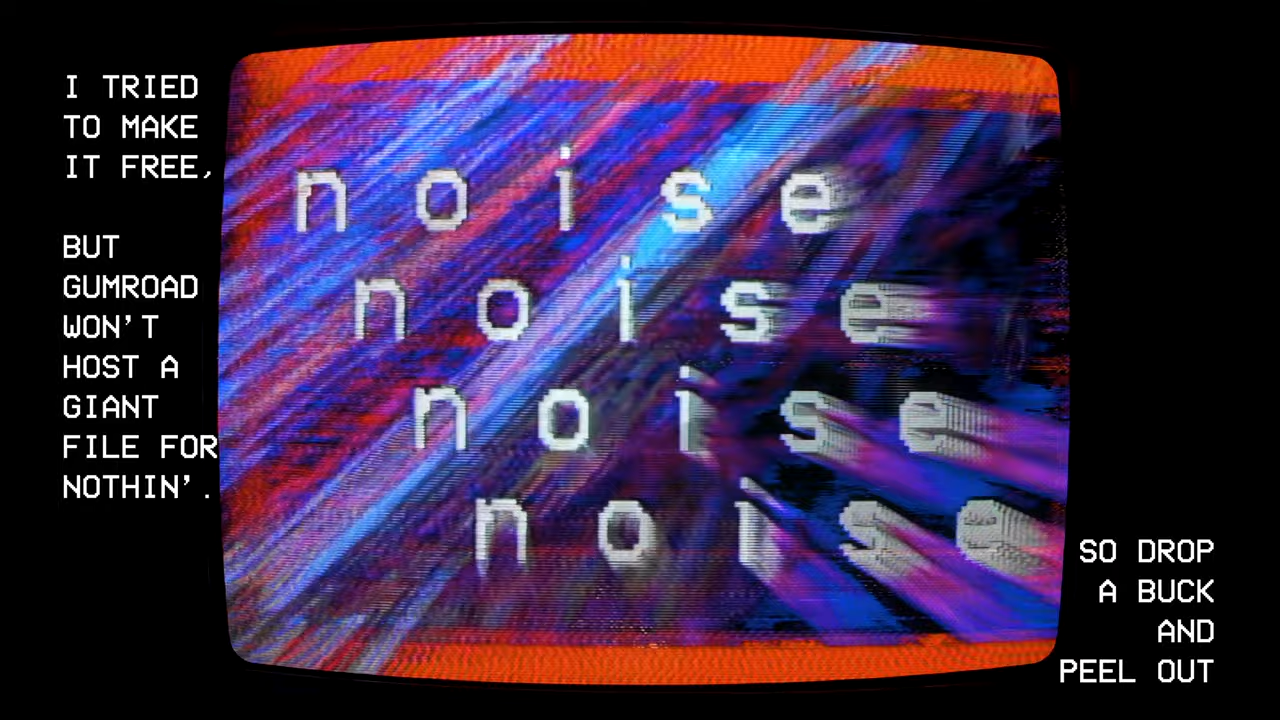 I TRIED
TO MAKE
IT FREE,
BUT
GUMROAD
WON'T
HOST A
GIANT
FILE FOR
NOTHIN'.
noise
noise
noise
noise
SO DROP
A BUCK
AND
PEEL OUT